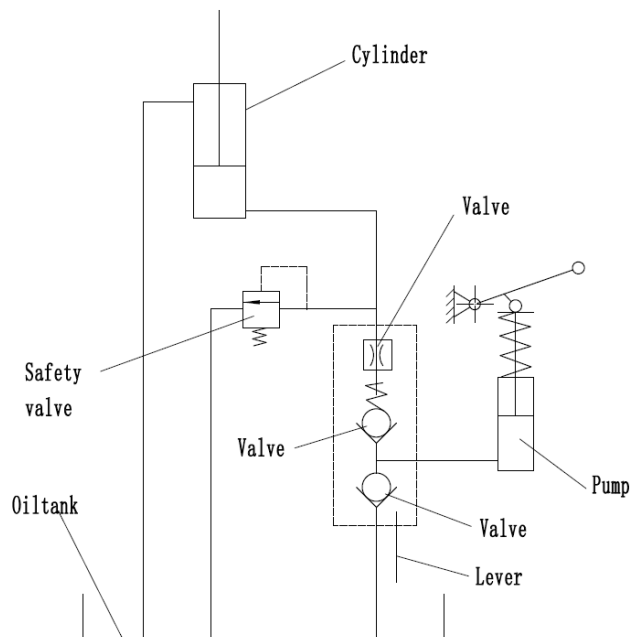 Cylinder
Valve
Safety
valve
Valve
Pump
Oiltank
Valve
Lever